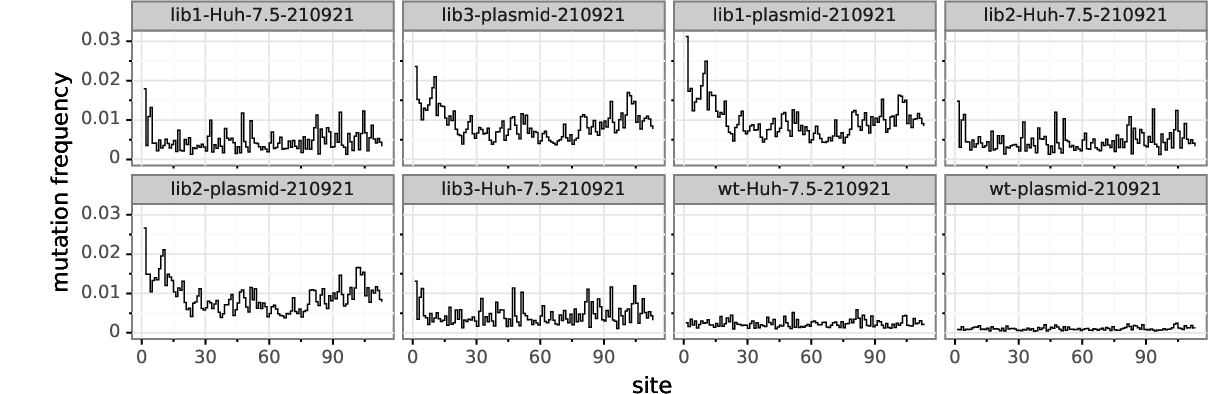 lib1-Huh-7.5-210921 lib3-plasmid-210921 lib1-plasmid-210921 lib2-Huh-7.5-210921
0.03
0.02
0.01
0
lib2-plasmid-210921 lib3-Huh-7.5-210921 wt-Huh-7.5-210921 wt-plasmid-210921
0.03
0.02
0.01
0
mutation frequency
0 30 60 90 0 30 60 90 0 30 60 90 0 30 60 90
site